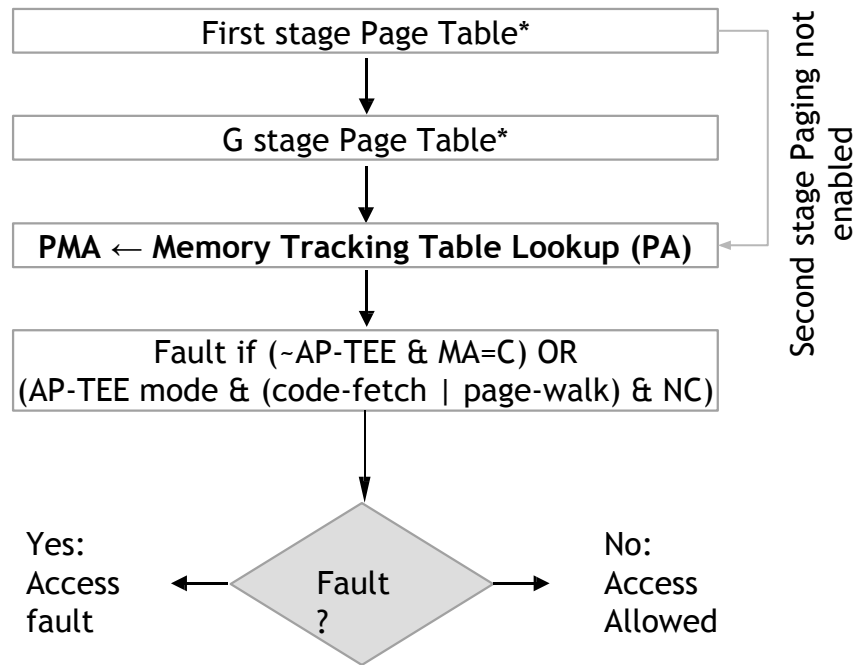 First stage Page Table*
Second stage Paging not
enabled
G stage Page Table*
PMA ← Memory Tracking Table Lookup (PA)
Fault if (~AP-TEE & MA=C) OR
(AP-TEE mode & (code-fetch | page-walk) & NC)
Yes:
Access
fault
Fault
?
No:
Access
Allowed